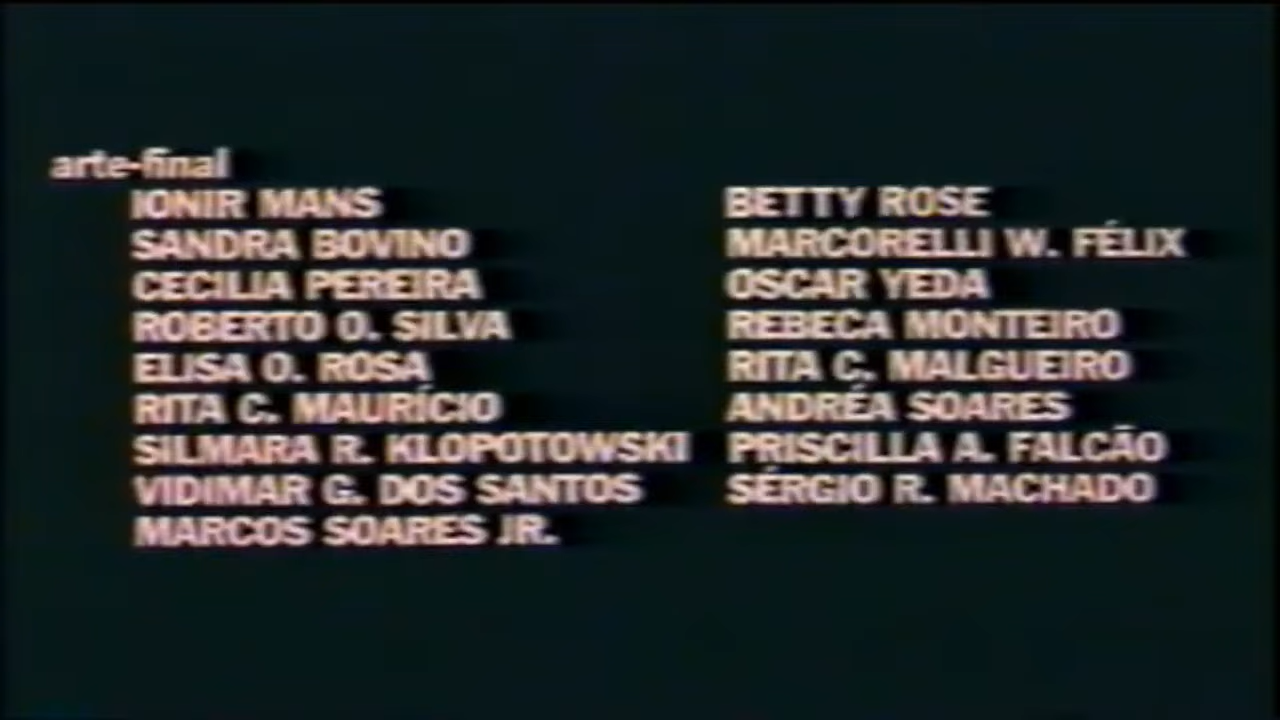 arte-final
IONIR MANS
SANDRA BOVINO
CECILIA PEREIRA
ROBERTO O. SILVA
ELISA O. ROSA
RITA C. MAURÍCIO
SILMARA R. KLOPOTOWSKI
VIDIMAR G. DOS SANTOS
MARCOS SOARES JR.
BETTY ROSE
MARCORELLI W. FÉLIX
OSCAR YEDA
REBECA MONTEIRO
RITA C. MALGUEIRO
ANDRÉA SOARES
PRISCILLA A. FALCÃO
SÉRGIO R. MACHADO